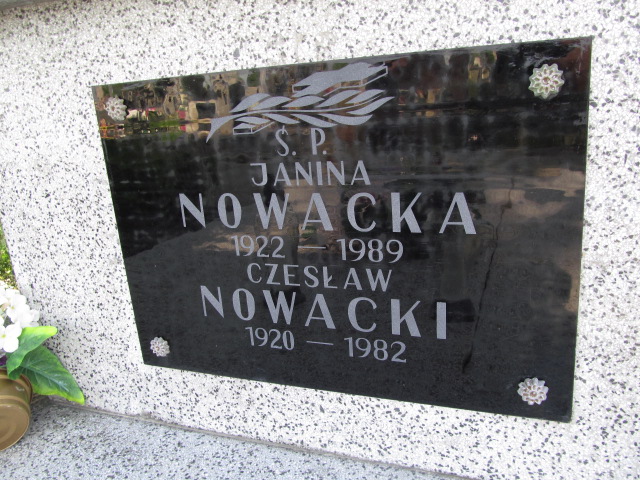 Ś. P.
JANINA
NOWACKA
1922 — 1989
CZESŁAW
NOWACKI
1920 — 1982